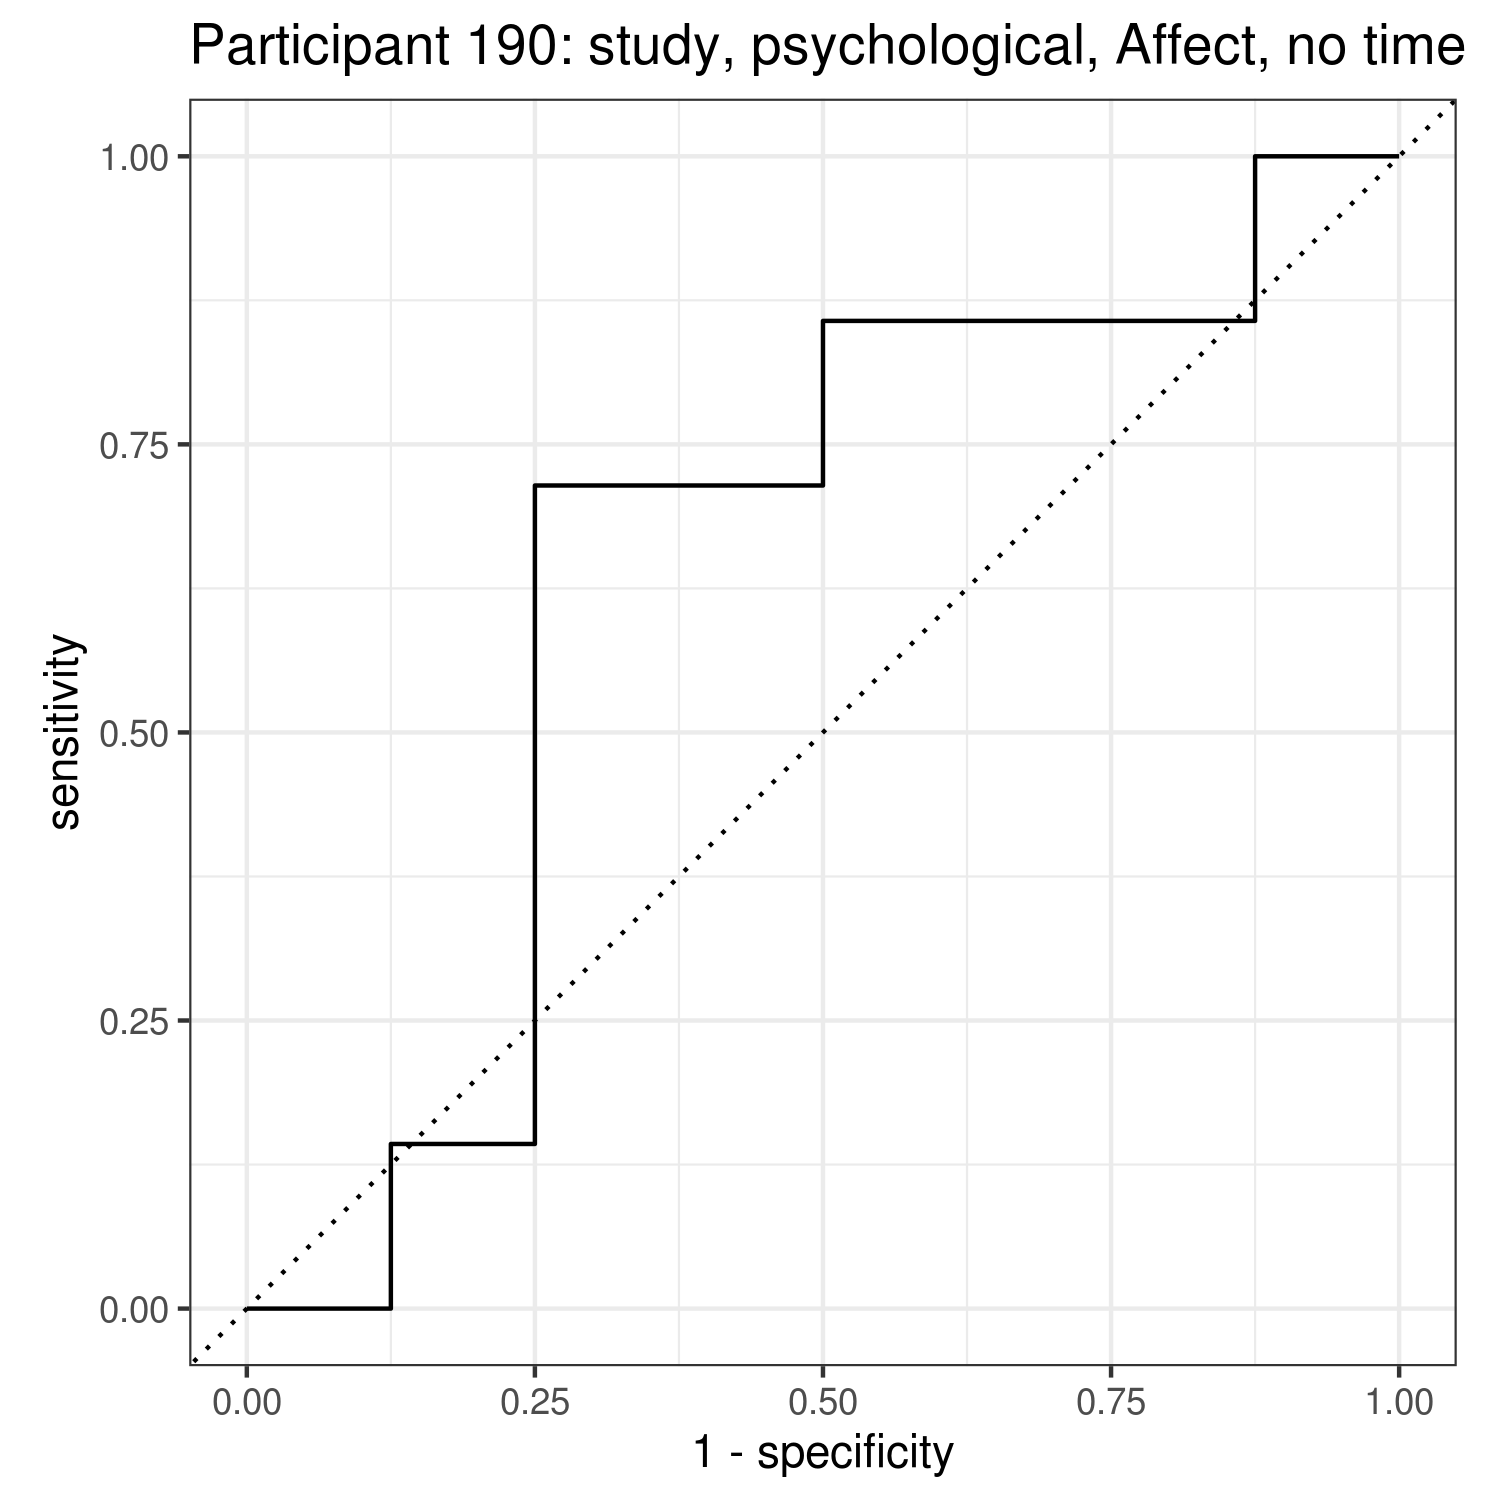 Participant 190: study, psychological, Affect, no time
1.00
0.75
0.50
0.25
0.00
sensitivity
0.00 0.25 0.50 0.75 1.00
1 - specificity